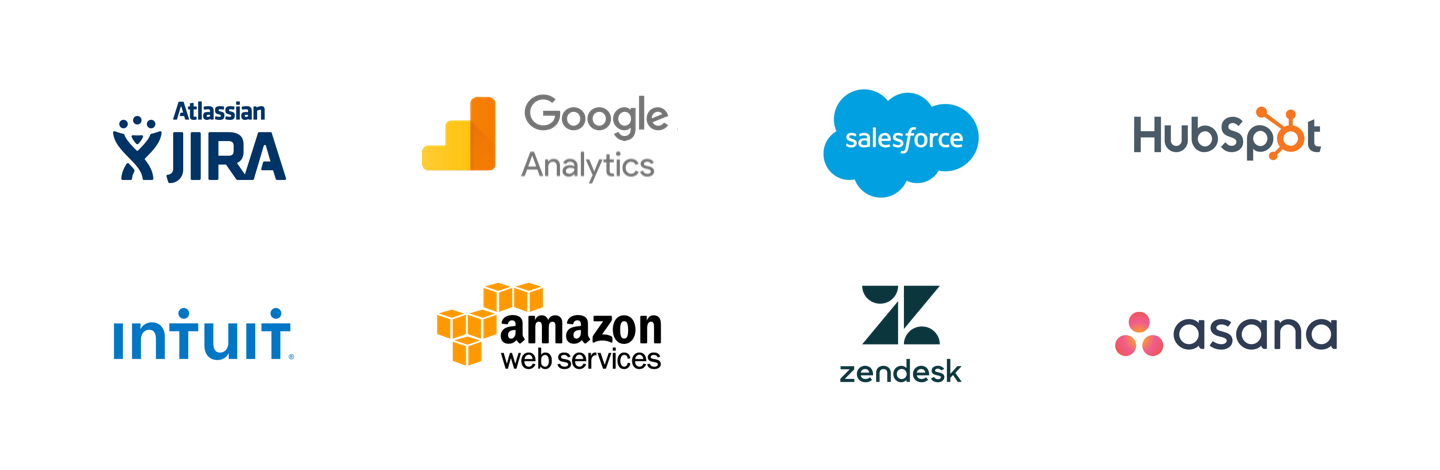 Atlassian
JIRA
Google
Analytics
salesforce
HubSpot
intuit®
amazon
web services
zendesk
asana